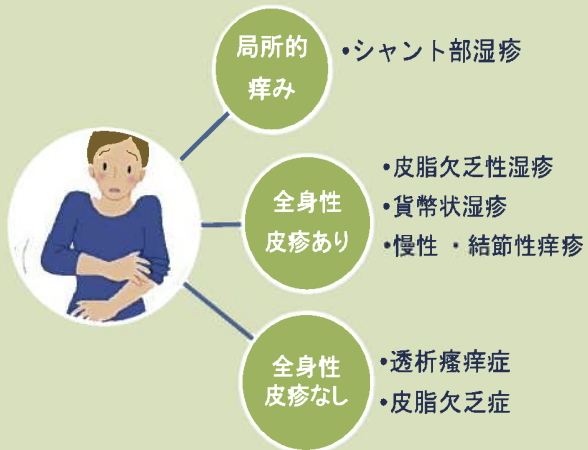 局所的
痒み
•シャント部湿疹
全身性
皮疹あり
•皮脂欠乏性湿疹
•貨幣状湿疹
•慢性 ・結節性痒疹
全身性
皮疹なし
•透析瘙痒症
•皮脂欠乏症